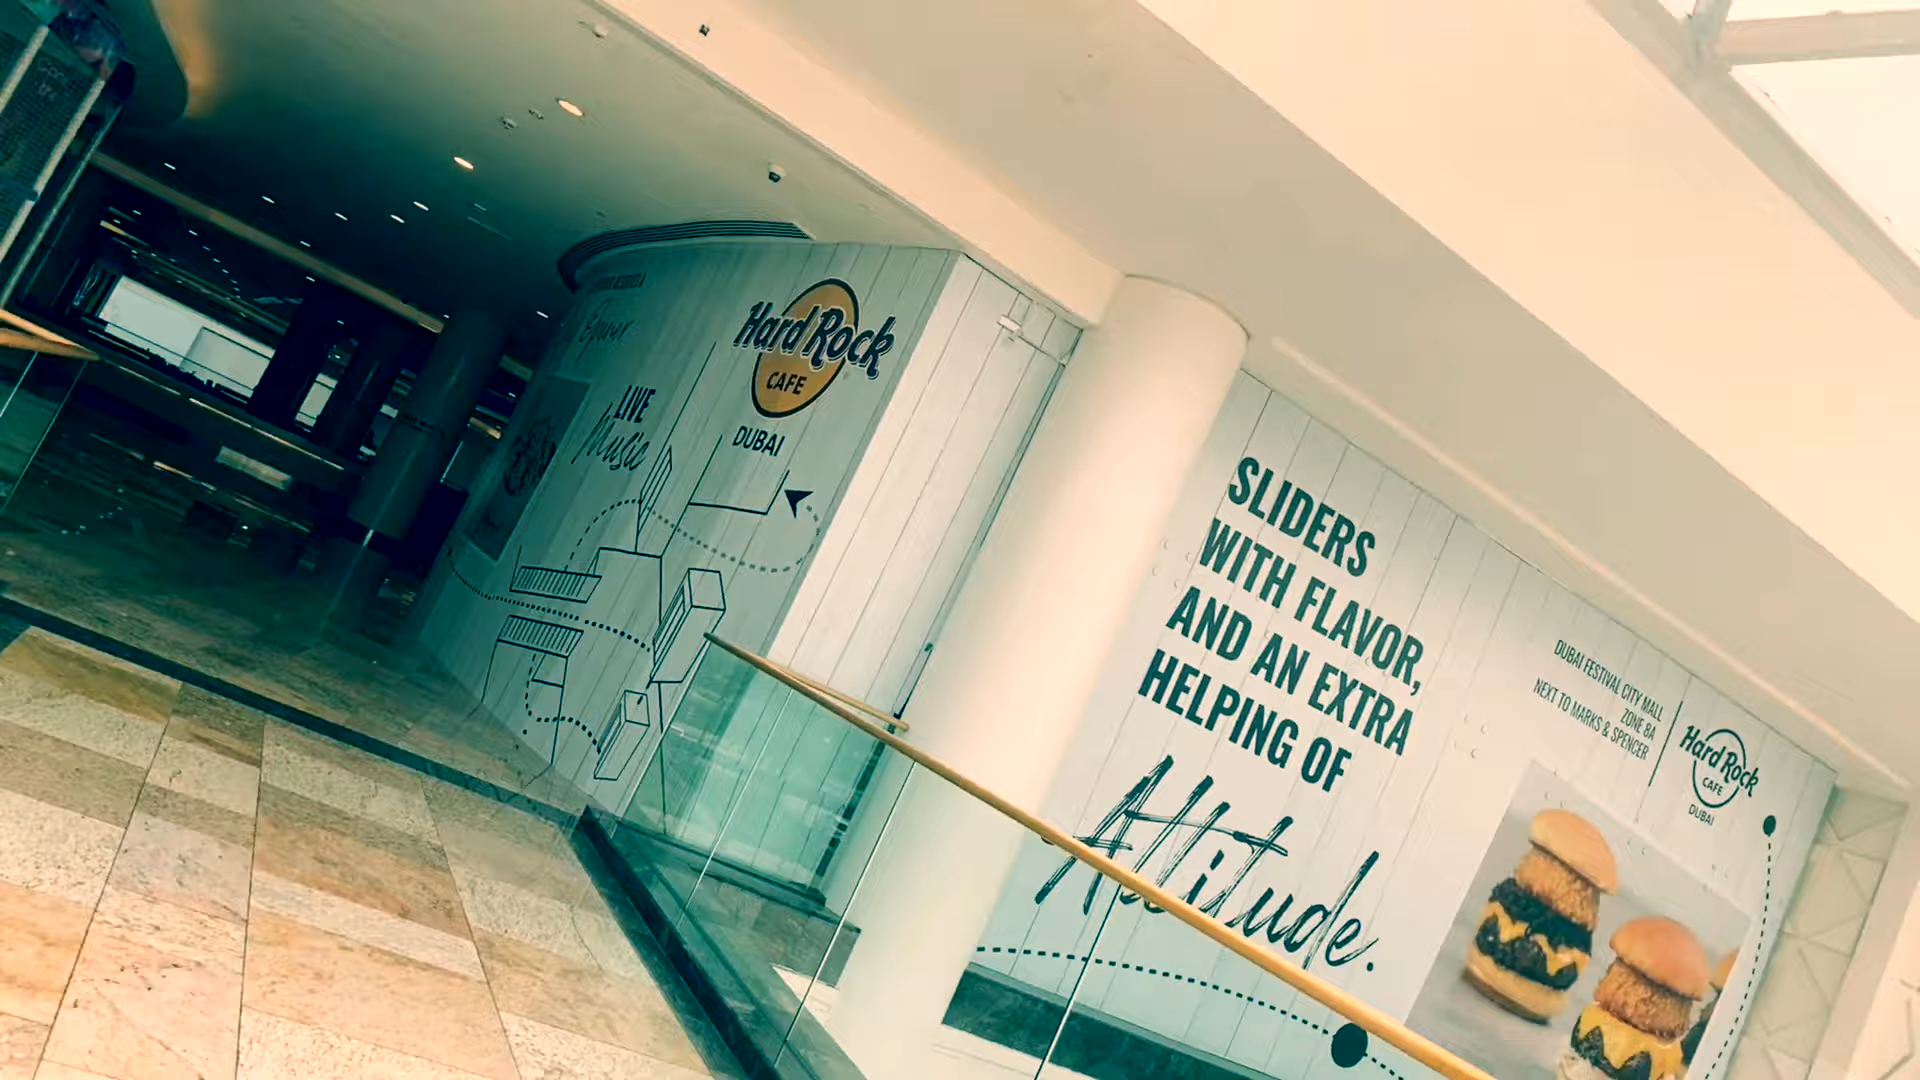 Hard Rock
CAFE
DUBAI
LIVE
Music
SLIDERS
WITH FLAVOR,
AND AN EXTRA
HELPING OF
Attitude.
DUBAI FESTIVAL CITY MALL
ZONE 8A
NEXT TO MARKS & SPENCER
Hard Rock
CAFE
DUBAI